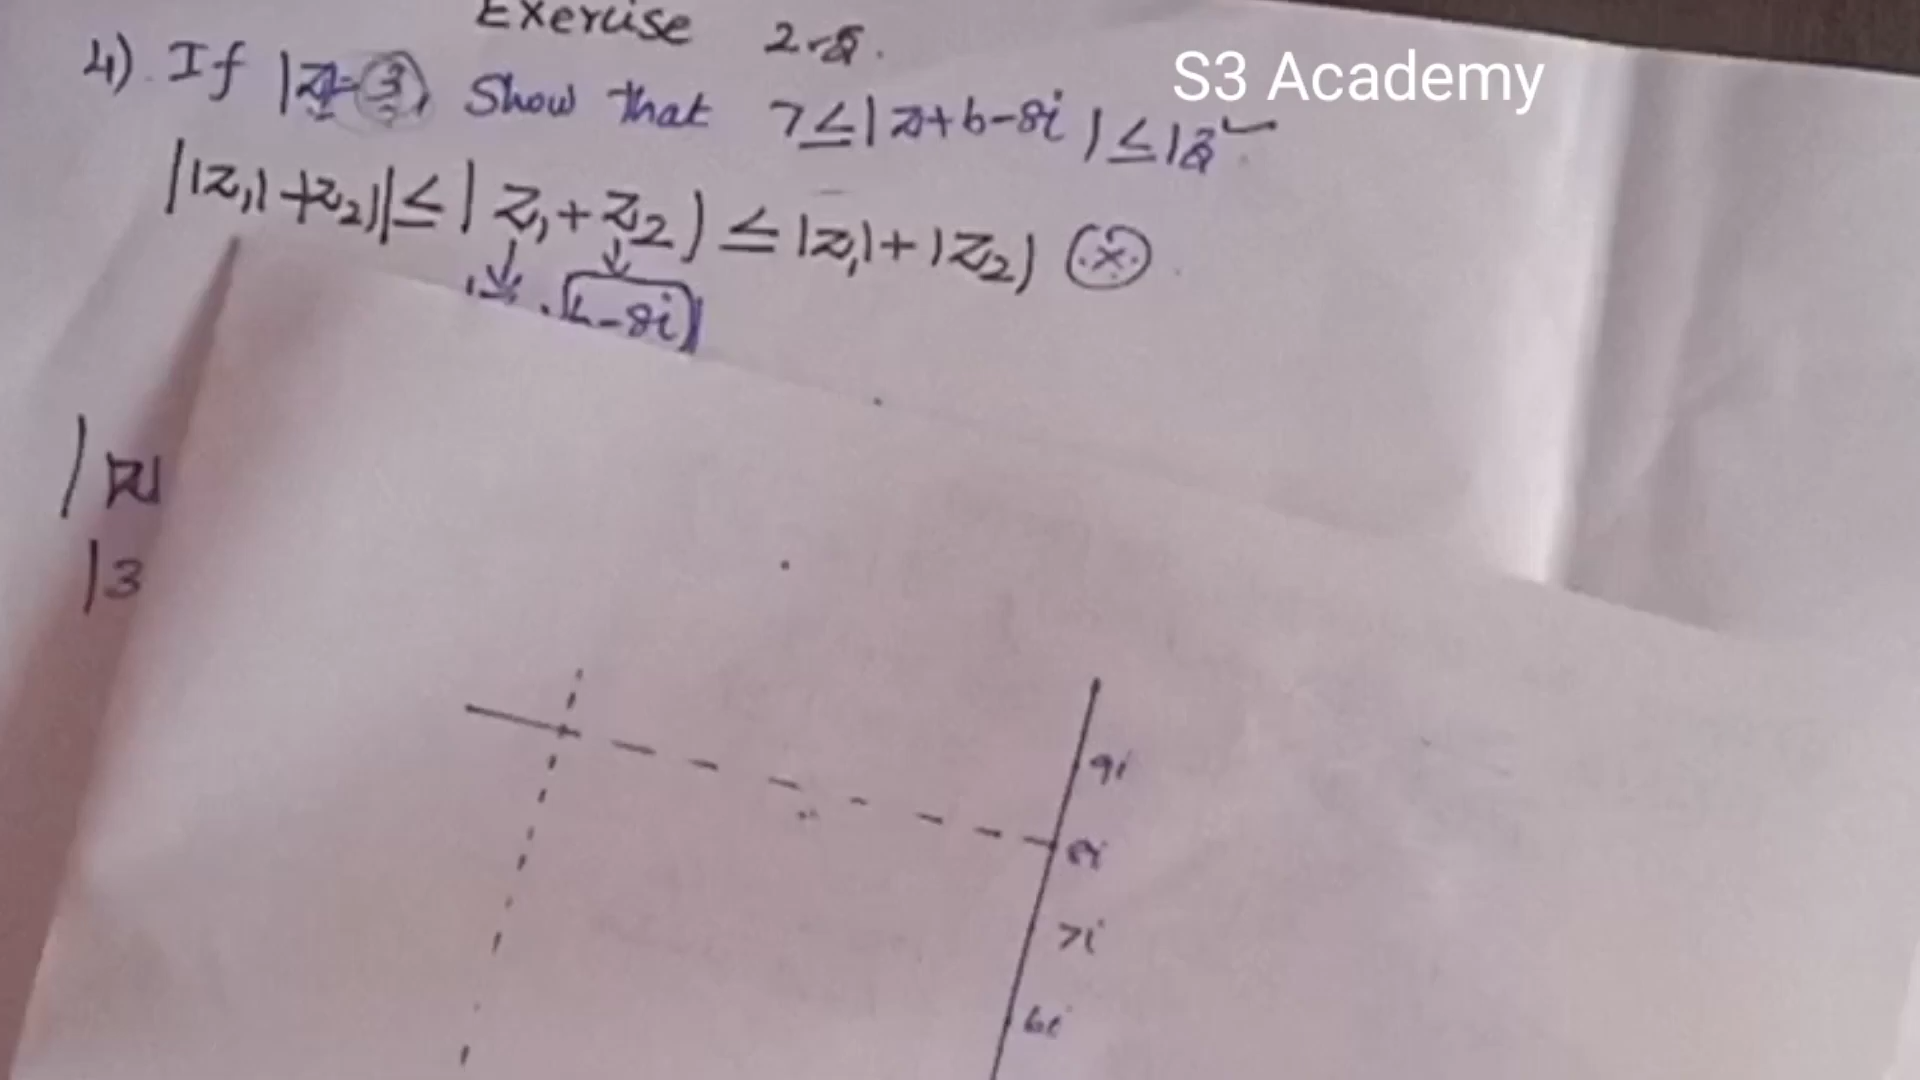 Exercise 2.5.
S3 Academy
4). If |z|=3, Show that 7≤|z+6-8i|≤13
||z₁|+|z₂||≤|z₁+z₂|≤|z₁|+|z₂|
6-8i
|z|
|3
9i
8i
7i
6i